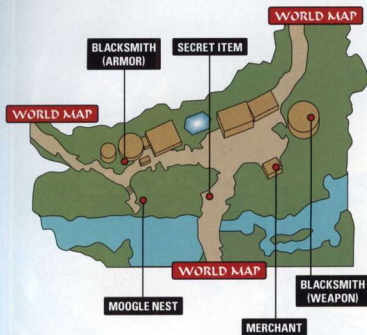 WORLD MAP
BLACKSMITH
(ARMOR)
SECRET ITEM
WORLD MAP
WORLD MAP
MOOGLE NEST
BLACKSMITH
(WEAPON)
MERCHANT